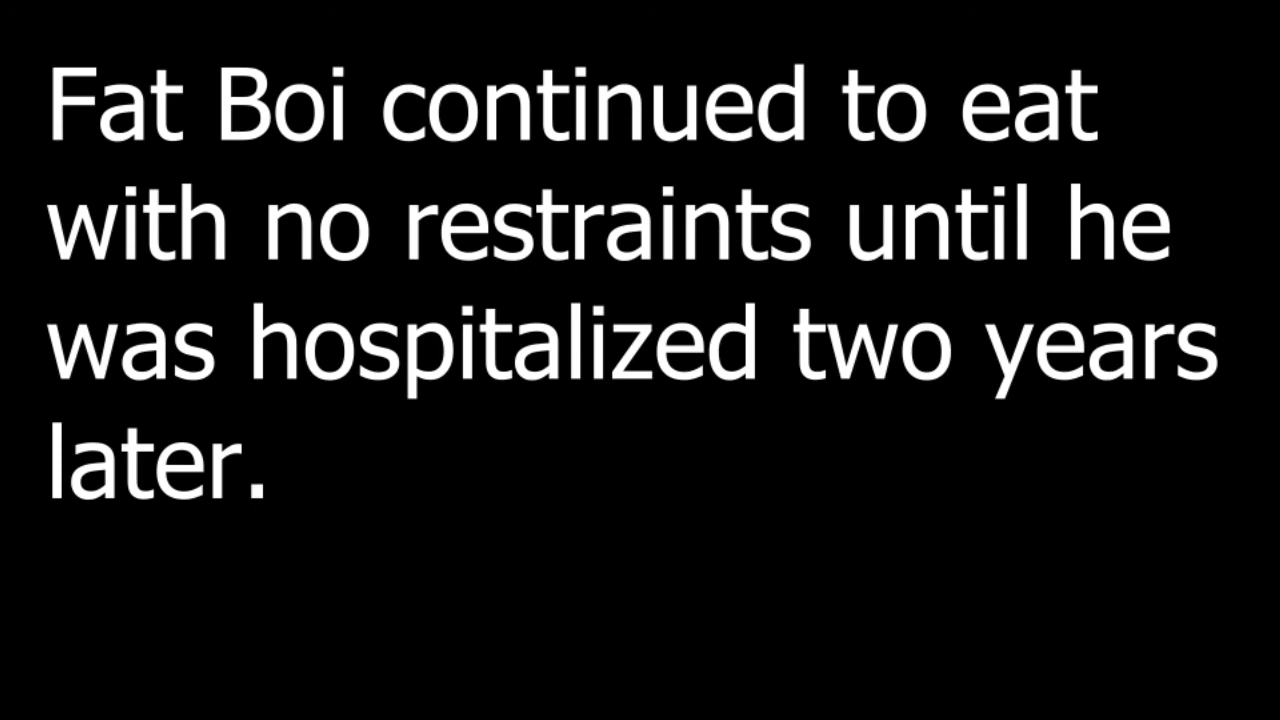 Fat Boi continued to eat
with no restraints until he
was hospitalized two years
later.